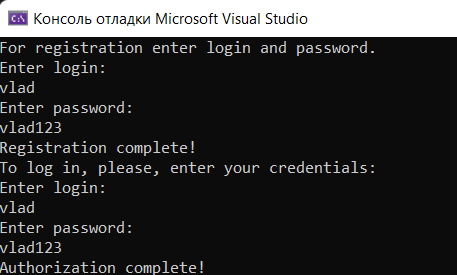 C:\ Консоль отладки Microsoft Visual Studio
For registration enter login and password.
Enter login:
vlad
Enter password:
vlad123
Registration complete!
To log in, please, enter your credentials:
Enter login:
vlad
Enter password:
vlad123
Authorization complete!